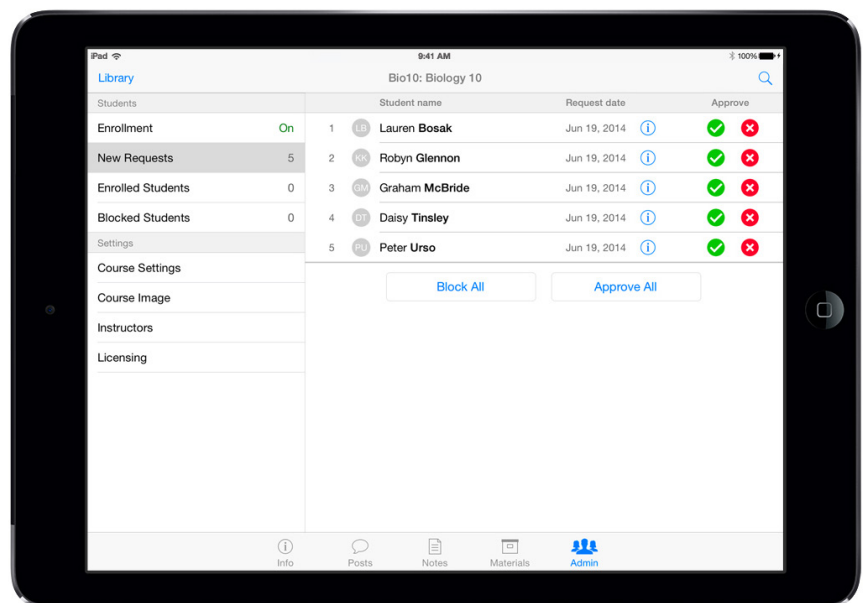 iPad 9:41 AM 100%
Library Bio10: Biology 10
Students Student name Request date Approve
Enrollment On 1 LB Lauren Bosak Jun 19, 2014 i
New Requests 5 2 KK Robyn Glennon Jun 19, 2014 i
Enrolled Students 0 3 GM Graham McBride Jun 19, 2014 i
Blocked Students 0 4 DT Daisy Tinsley Jun 19, 2014 i
Settings 5 PU Peter Urso Jun 19, 2014 i
Course Settings
Block All Approve All
Course Image
Instructors
Licensing
Info Posts Notes Materials Admin